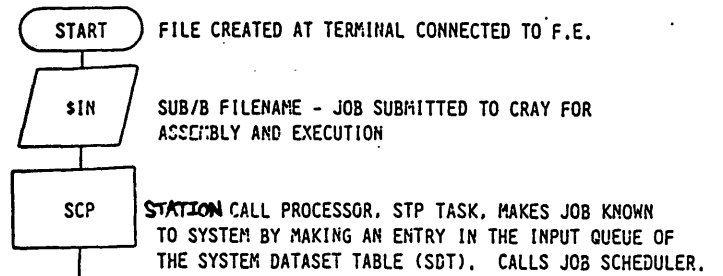 START FILE CREATED AT TERMINAL CONNECTED TO F.E.
$IN SUB/B FILENAME - JOB SUBMITTED TO CRAY FOR
ASSEMBLY AND EXECUTION
SCP STATION CALL PROCESSOR, STP TASK, MAKES JOB KNOWN
TO SYSTEM BY MAKING AN ENTRY IN THE INPUT QUEUE OF
THE SYSTEM DATASET TABLE (SDT). CALLS JOB SCHEDULER.